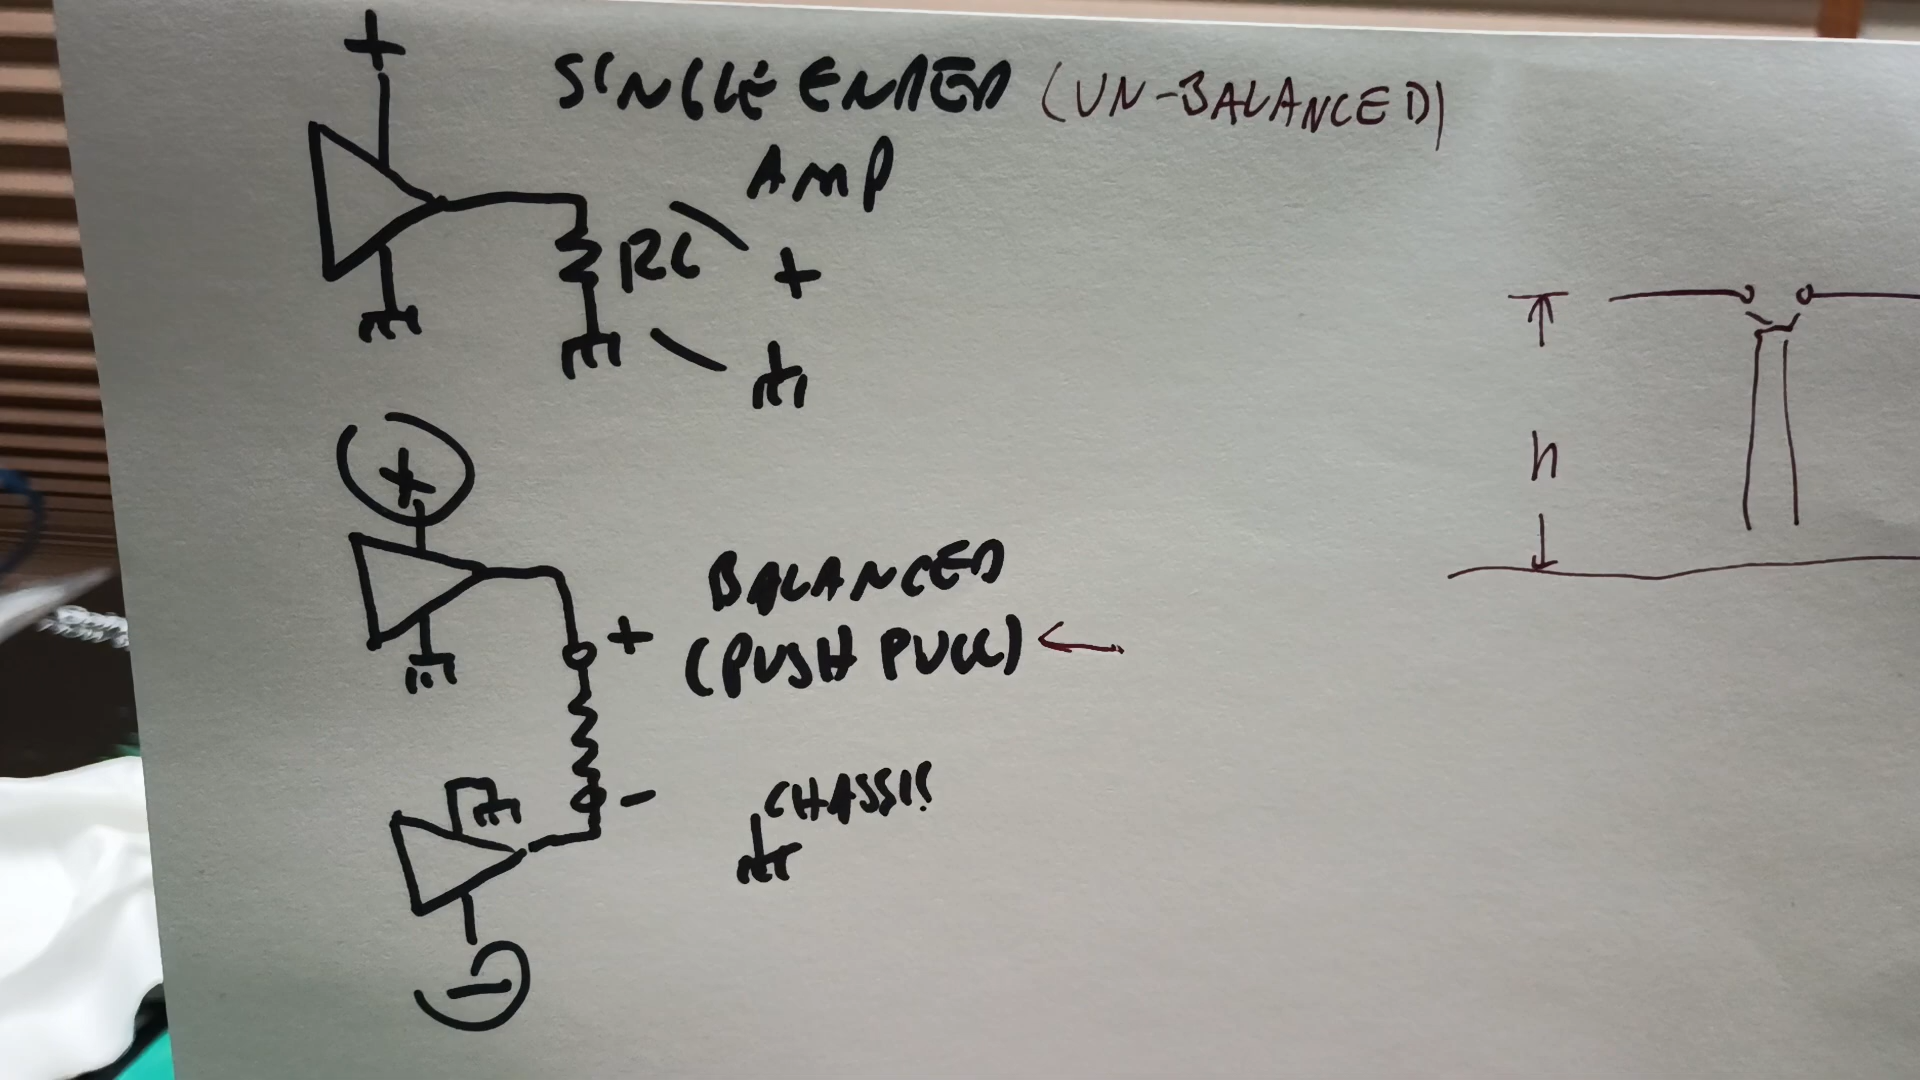 +
SINGLE ENDED (UN-BALANCED)
AMP
RL
+
+
BALANCED
+
(PUSH PULL)
-
CHASSIS
-
h